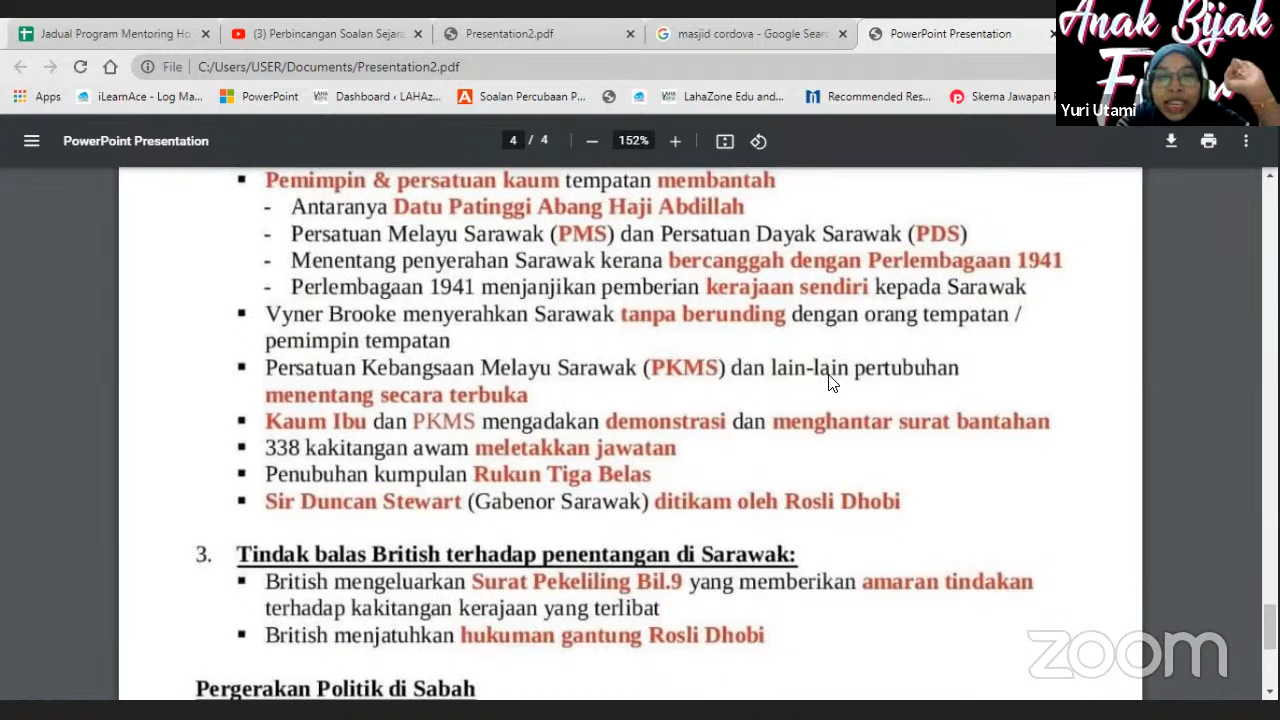 Jadual Program Mentoring Ho
(3) Perbincangan Soalan Sejara
Presentation2.pdf
masjid cordova - Google Sear
PowerPoint Presentation
Anak Bijak
Yuri Utami
File
C:/Users/USER/Documents/Presentation2.pdf
Apps
iLearnAce - Log Ma...
PowerPoint
Dashboard ‹ LAHAz...
Soalan Percubaan P...
LahaZone Edu and...
Recommended Res...
Skema Jawapan P
PowerPoint Presentation
4 / 4
152%
▪ Pemimpin & persatuan kaum tempatan membantah
- Antaranya Datu Patinggi Abang Haji Abdillah
- Persatuan Melayu Sarawak (PMS) dan Persatuan Dayak Sarawak (PDS)
- Menentang penyerahan Sarawak kerana bercanggah dengan Perlembagaan 1941
- Perlembagaan 1941 menjanjikan pemberian kerajaan sendiri kepada Sarawak
▪ Vyner Brooke menyerahkan Sarawak tanpa berunding dengan orang tempatan /
pemimpin tempatan
▪ Persatuan Kebangsaan Melayu Sarawak (PKMS) dan lain-lain pertubuhan
menentang secara terbuka
▪ Kaum Ibu dan PKMS mengadakan demonstrasi dan menghantar surat bantahan
▪ 338 kakitangan awam meletakkan jawatan
▪ Penubuhan kumpulan Rukun Tiga Belas
▪ Sir Duncan Stewart (Gabenor Sarawak) ditikam oleh Rosli Dhobi
3. Tindak balas British terhadap penentangan di Sarawak:
▪ British mengeluarkan Surat Pekeliling Bil.9 yang memberikan amaran tindakan
terhadap kakitangan kerajaan yang terlibat
▪ British menjatuhkan hukuman gantung Rosli Dhobi
zoom
Pergerakan Politik di Sabah